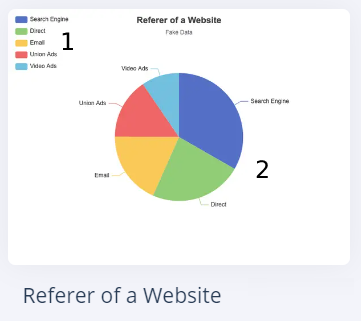 Referer of a Website
Fake Data
Search Engine
Direct
Email
Union Ads
Video Ads
1
Video Ads
Search Engine
Union Ads
2
Email
Direct
Referer of a Website